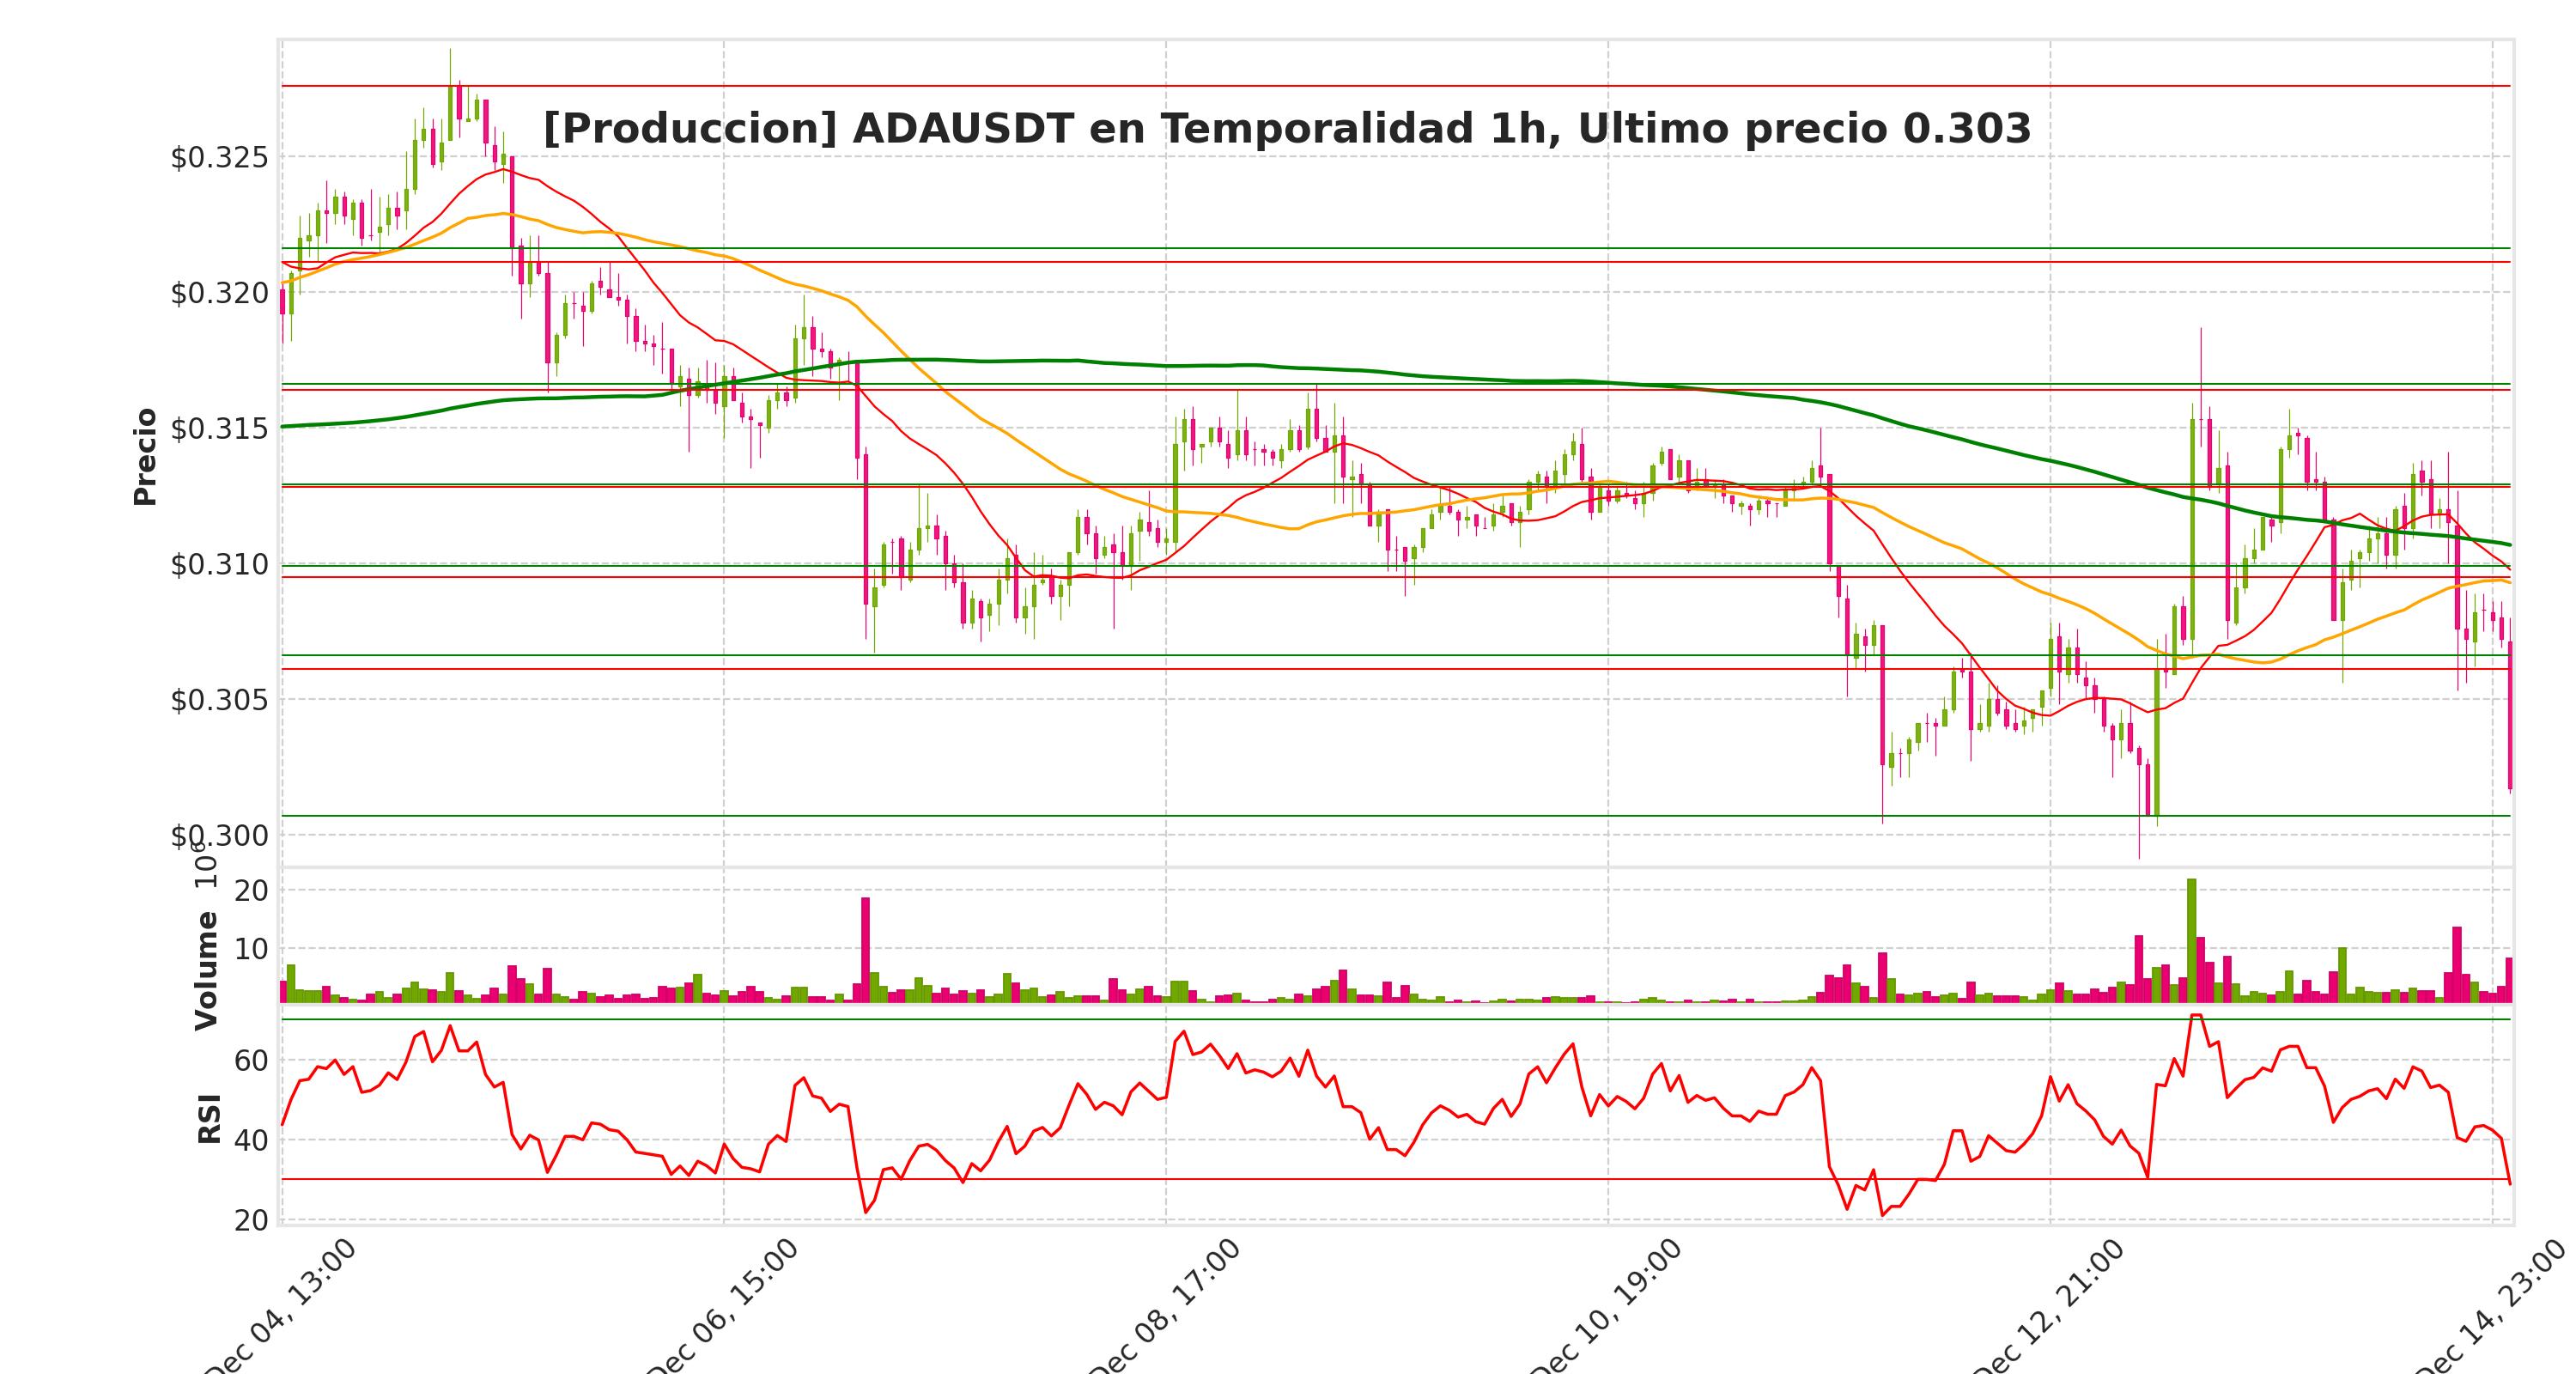 [Produccion] ADAUSDT en Temporalidad 1h, Ultimo precio 0.303
Precio
$0.325
$0.320
$0.315
$0.310
$0.305
$0.300
Volume 10⁶
20
10
RSI
60
40
20
Dec 04, 13:00
Dec 06, 15:00
Dec 08, 17:00
Dec 10, 19:00
Dec 12, 21:00
Dec 14, 23:00